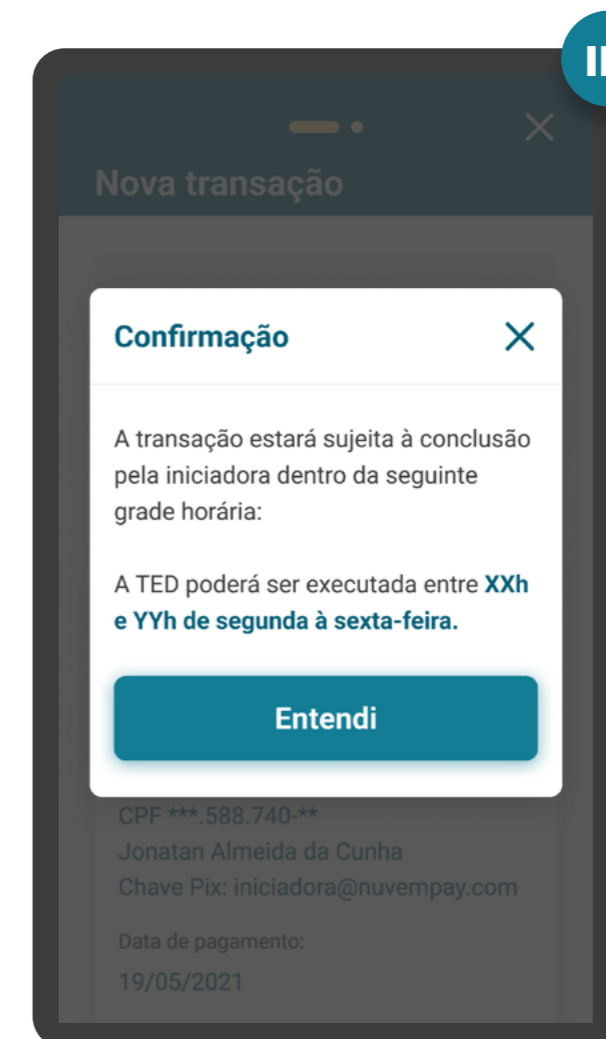 Nova transação
Confirmação
A transação estará sujeita à conclusão
pela iniciadora dentro da seguinte
grade horária:
A TED poderá ser executada entre XXh
e YYh de segunda à sexta-feira.
Entendi
CPF ***.588.740-**
Jonatan Almeida da Cunha
Chave Pix: iniciadora@nuvempay.com
Data de pagamento:
19/05/2021